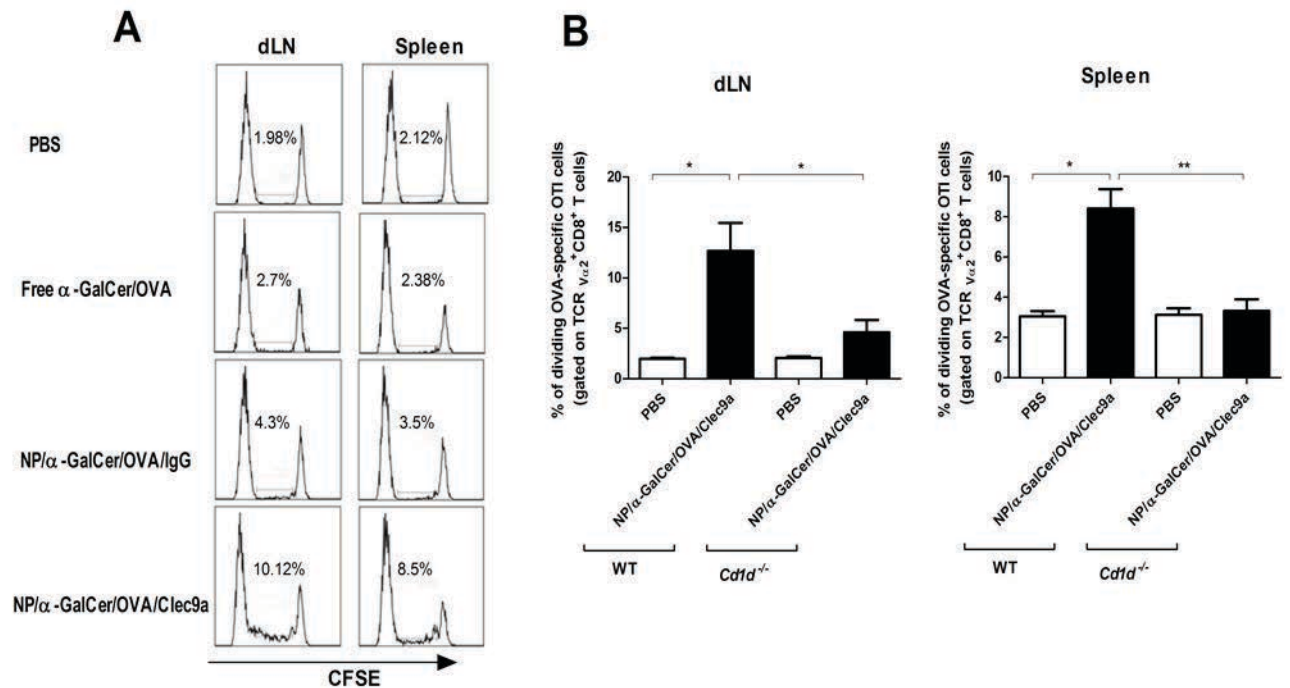 A
dLN Spleen
PBS
1.98%
2.12%
Free α-GalCer/OVA
2.7%
2.38%
NP/α-GalCer/OVA/IgG
4.3%
3.5%
NP/α-GalCer/OVA/Clec9a
10.12%
8.5%
CFSE
B
dLN
% of dividing OVA-specific OTI cells
(gated on TCR vα2+CD8+ T cells)
20
15
10
5
0
*
*
PBS
NP/α-GalCer/OVA/Clec9a
PBS
NP/α-GalCer/OVA/Clec9a
WT
Cd1d-/-
Spleen
% of dividing OVA-specific OTI cells
(gated on TCR vα2+CD8+ T cells)
10
8
6
4
2
0
*
**
PBS
NP/α-GalCer/OVA/Clec9a
PBS
NP/α-GalCer/OVA/Clec9a
WT
Cd1d-/-